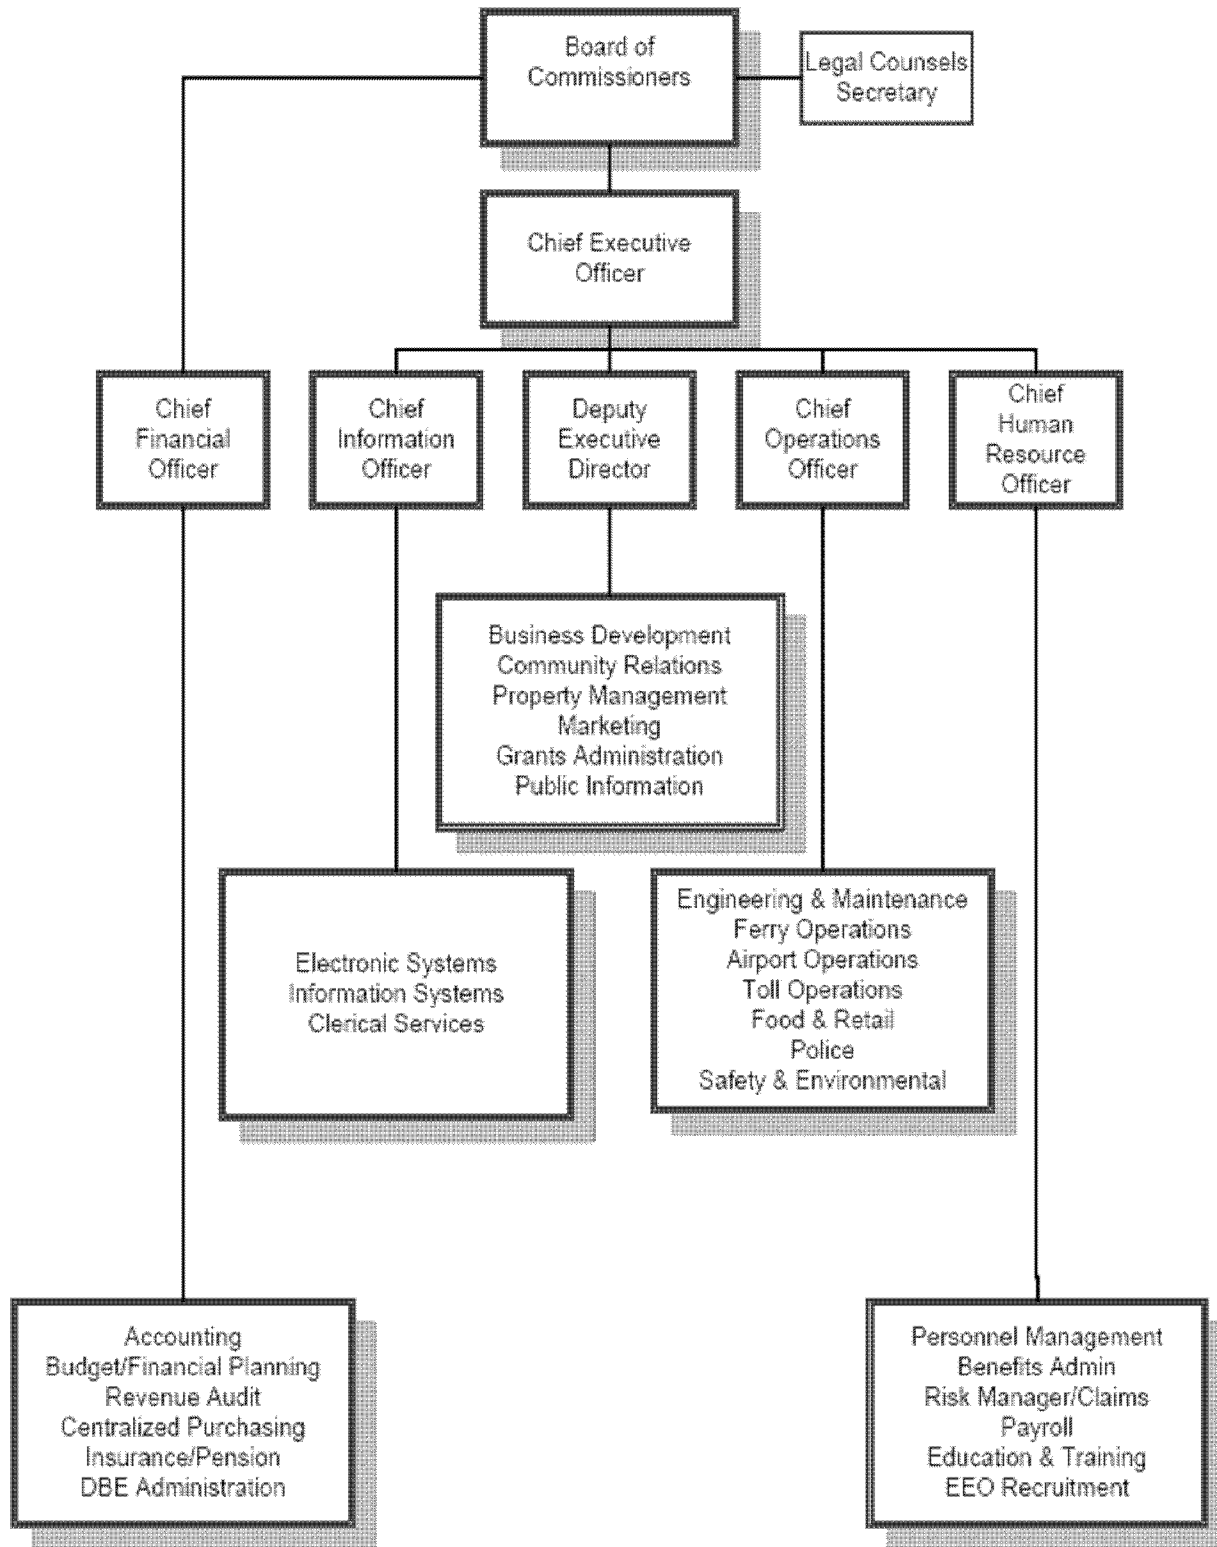 Board of
Commissioners
Legal Counsels
Secretary
Chief Executive
Officer
Chief
Financial
Officer
Chief
Information
Officer
Deputy
Executive
Director
Chief
Operations
Officer
Chief
Human
Resource
Officer
Business Development
Community Relations
Property Management
Marketing
Grants Administration
Public Information
Electronic Systems
Information Systems
Clerical Services
Engineering & Maintenance
Ferry Operations
Airport Operations
Toll Operations
Food & Retail
Police
Safety & Environmental
Accounting
Budget/Financial Planning
Revenue Audit
Centralized Purchasing
Insurance/Pension
DBE Administration
Personnel Management
Benefits Admin
Risk Manager/Claims
Payroll
Education & Training
EEO Recruitment